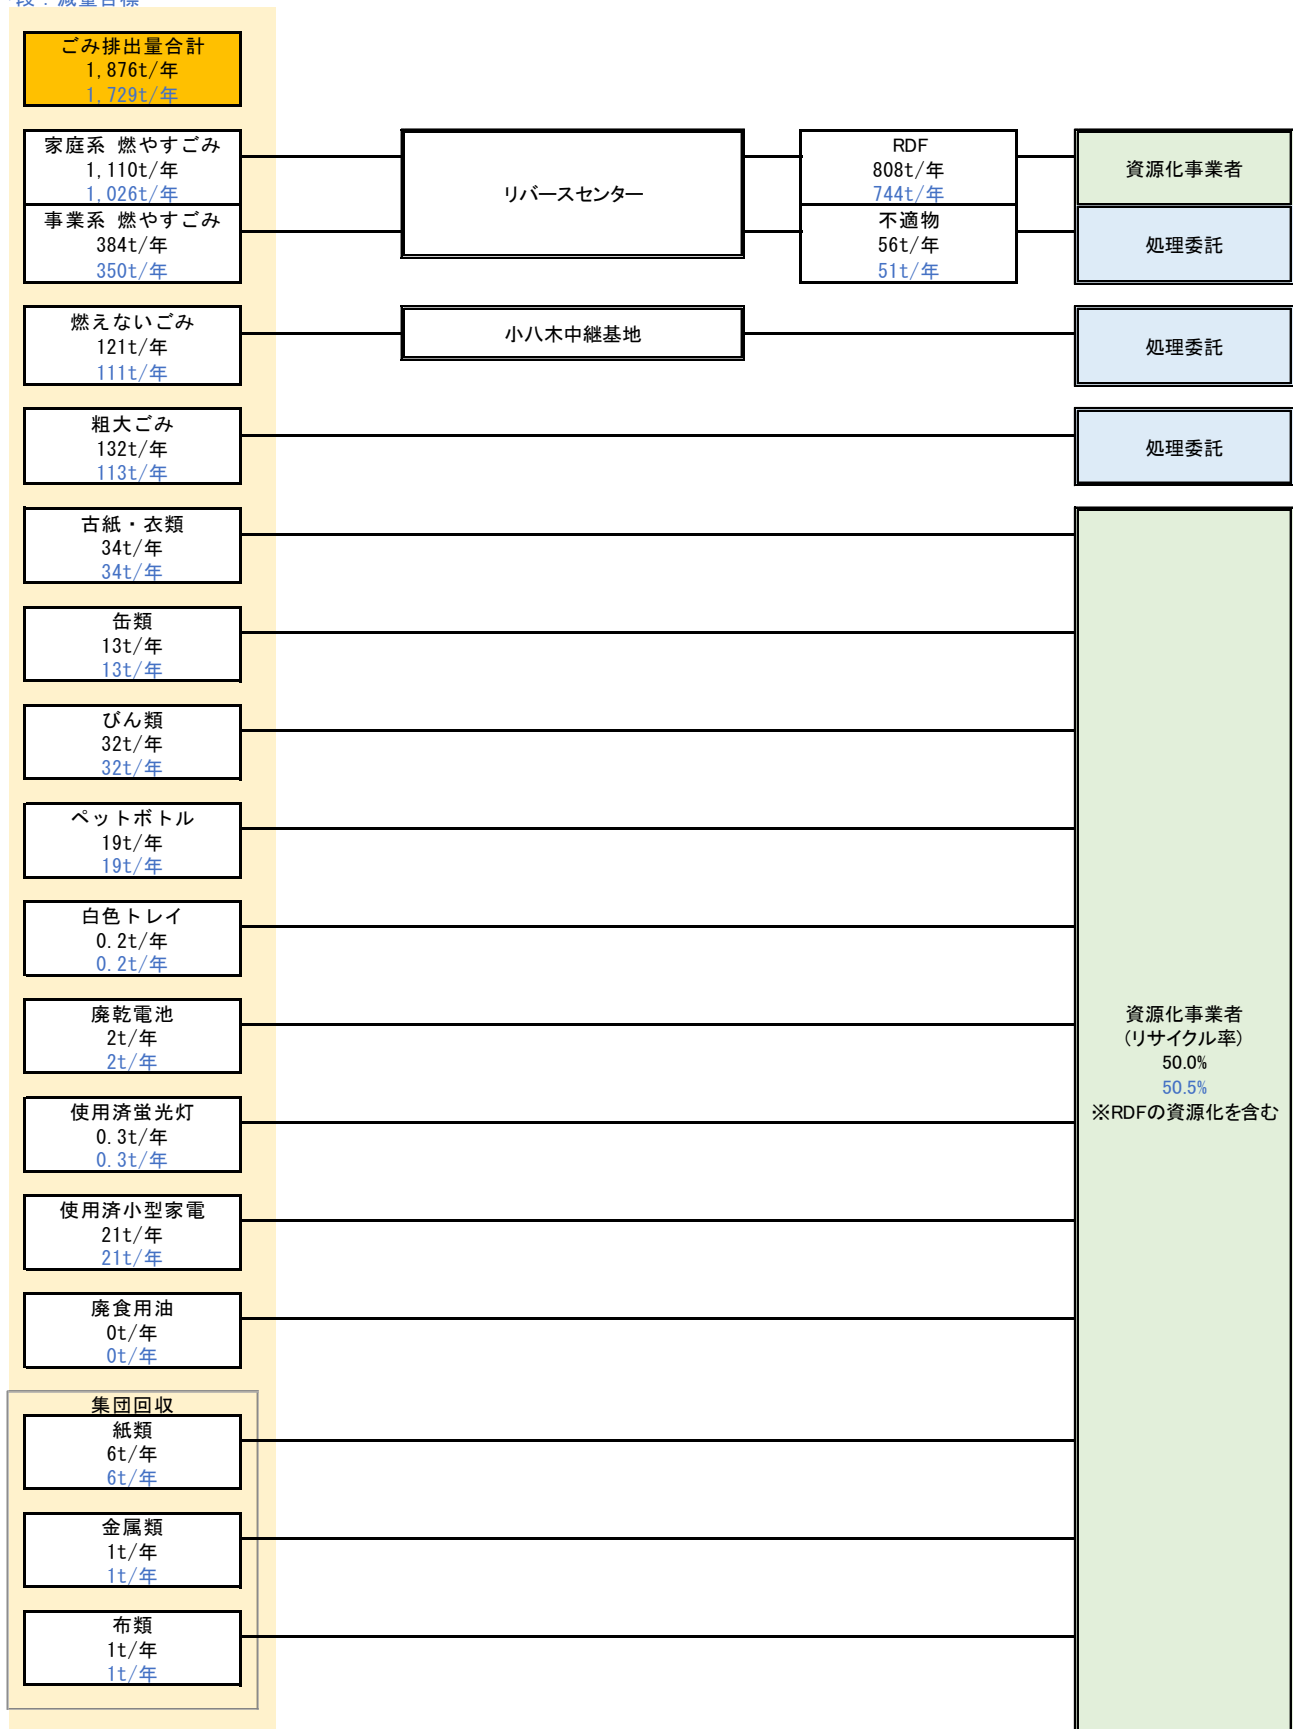 段：減量目標
ごみ排出量合計
1,876t/年
1,729t/年
家庭系 燃やすごみ
1,110t/年
1,026t/年
事業系 燃やすごみ
384t/年
350t/年
リバースセンター
RDF
808t/年
744t/年
不適物
56t/年
51t/年
資源化事業者
処理委託
燃えないごみ
121t/年
111t/年
小八木中継基地
処理委託
粗大ごみ
132t/年
113t/年
処理委託
古紙・衣類
34t/年
34t/年
缶類
13t/年
13t/年
びん類
32t/年
32t/年
ペットボトル
19t/年
19t/年
白色トレイ
0.2t/年
0.2t/年
廃乾電池
2t/年
2t/年
使用済蛍光灯
0.3t/年
0.3t/年
使用済小型家電
21t/年
21t/年
廃食用油
0t/年
0t/年
集団回収
紙類
6t/年
6t/年
金属類
1t/年
1t/年
布類
1t/年
1t/年
資源化事業者
(リサイクル率)
50.0%
50.5%
※RDFの資源化を含む